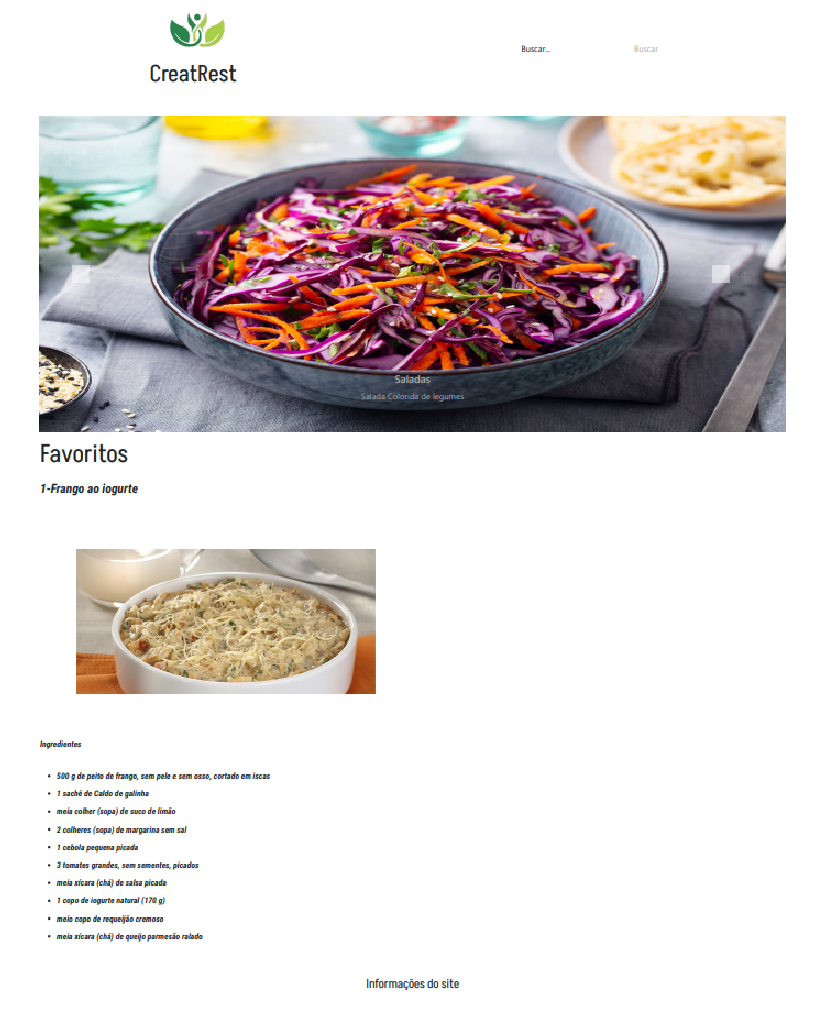 CreatRest
Buscar...
Buscar
Saladas
Salada Colorida de legumes
Favoritos
1-Frango ao iogurte
Ingredientes
• 500 g de peito de frango, sem pele e sem osso, cortado em iscas
• 1 sachê de Caldo de galinha
• meia colher (sopa) de suco de limão
• 2 colheres (sopa) de margarina sem sal
• 1 cebola pequena picada
• 3 tomates grandes, sem sementes, picados
• meia xícara (chá) de salsa picada
• 1 copo de iogurte natural (170 g)
• meio copo de requeijão cremoso
• meia xícara (chá) de queijo parmesão ralado
Informações do site